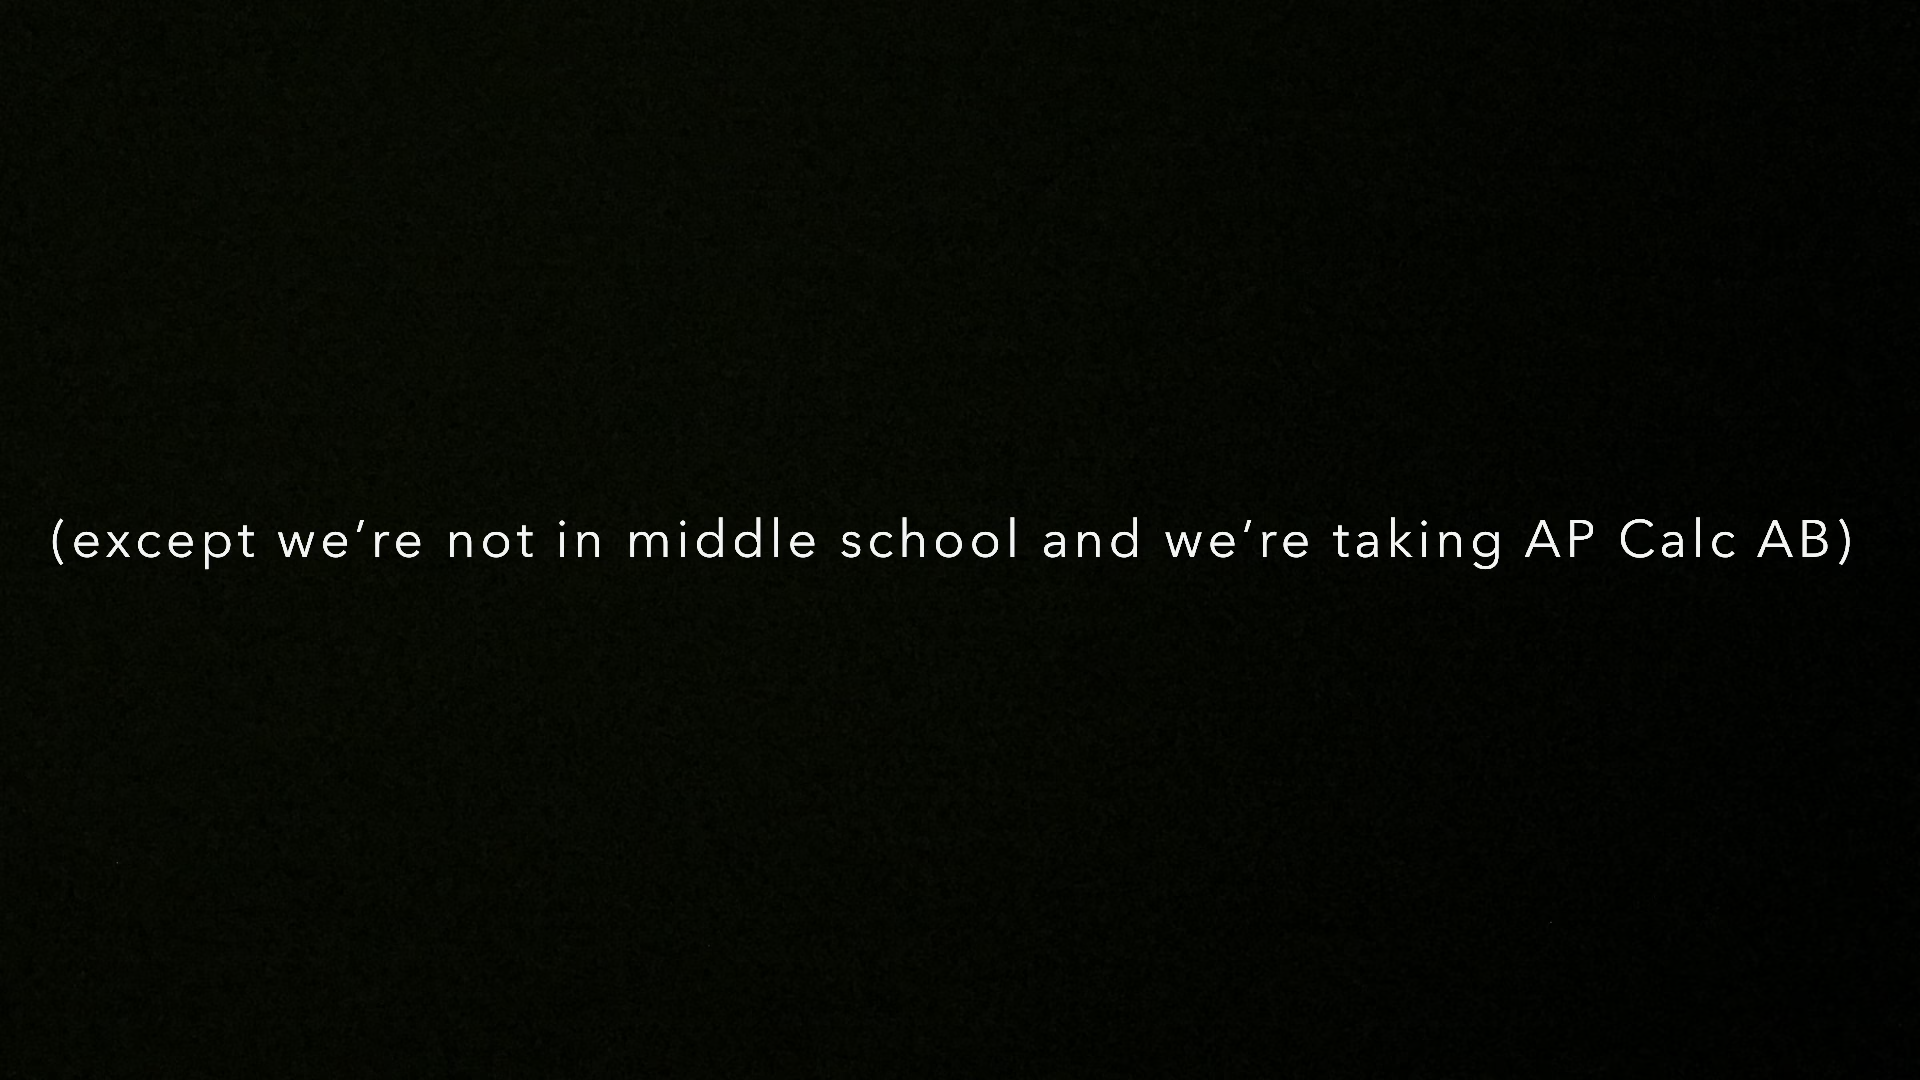 (except we’re not in middle school and we’re taking AP Calc AB)